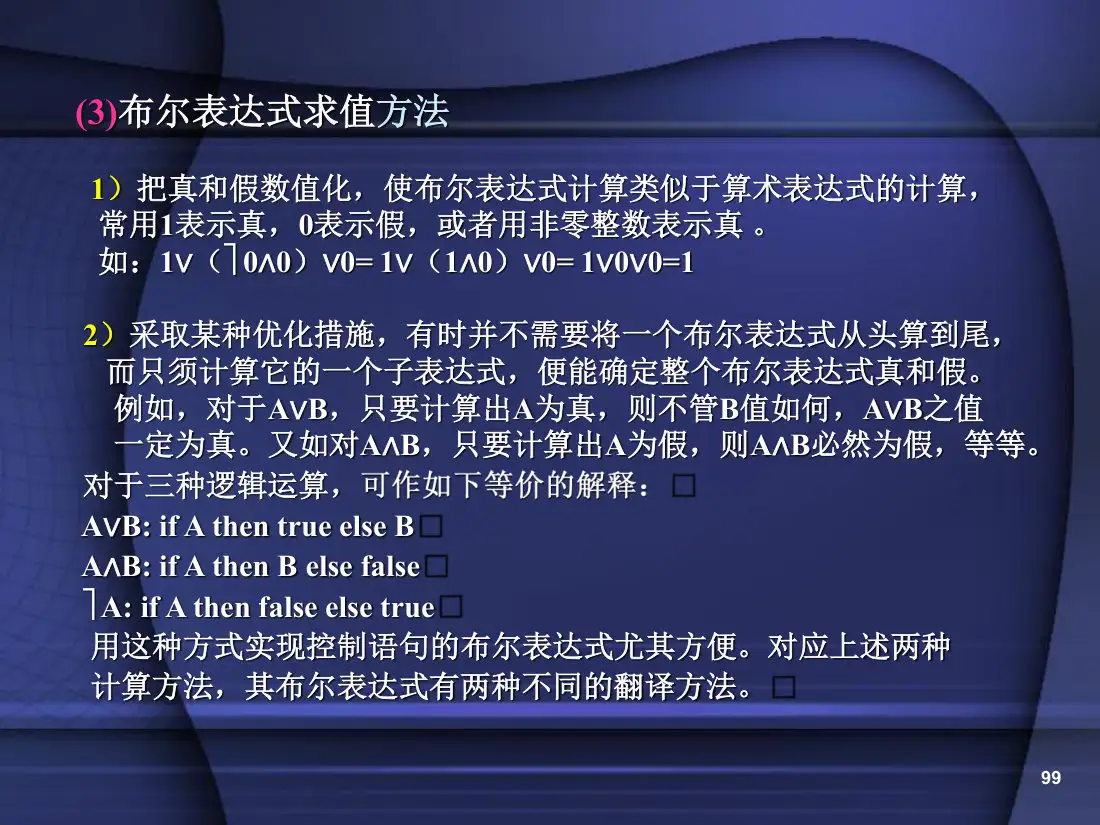 (3)布尔表达式求值方法
1）把真和假数值化，使布尔表达式计算类似于算术表达式的计算，
常用1表示真，0表示假，或者用非零整数表示真 。
如：1∨（⏋0∧0）∨0= 1∨（1∧0）∨0= 1∨0∨0=1
2）采取某种优化措施，有时并不需要将一个布尔表达式从头算到尾，
而只须计算它的一个子表达式，便能确定整个布尔表达式真和假。
例如，对于A∨B，只要计算出A为真，则不管B值如何，A∨B之值
一定为真。又如对A∧B，只要计算出A为假，则A∧B必然为假，等等。
对于三种逻辑运算，可作如下等价的解释：□
A∨B: if A then true else B□
A∧B: if A then B else false□
⏋A: if A then false else true□
用这种方式实现控制语句的布尔表达式尤其方便。对应上述两种
计算方法，其布尔表达式有两种不同的翻译方法。□
99